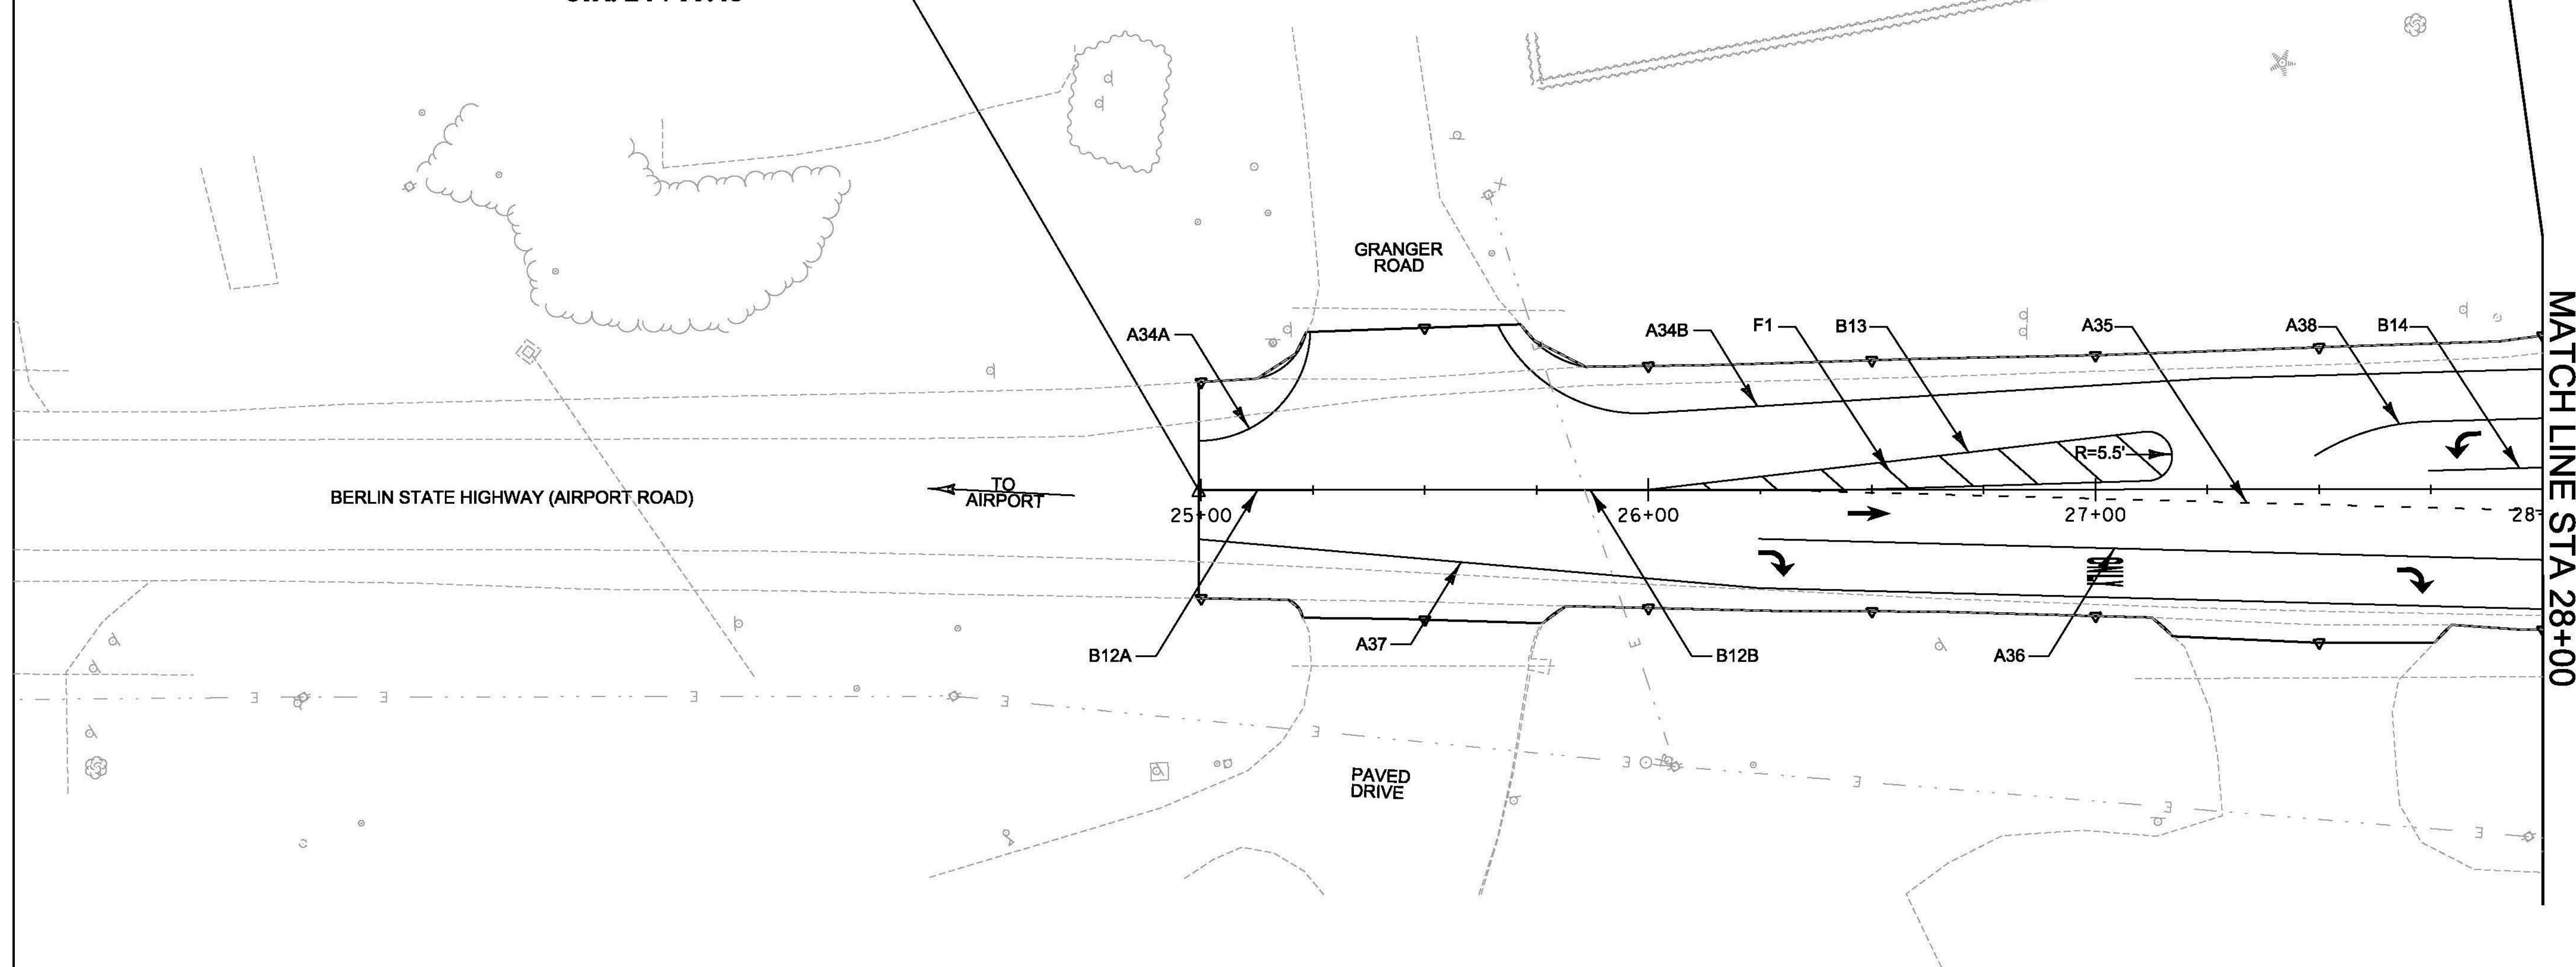 GRANGER
ROAD
A34A
A34B
F1
B13
A35
A38
B14
R=5.5'
BERLIN STATE HIGHWAY (AIRPORT ROAD)
TO
AIRPORT
25+00
26+00
27+00
28
MATCH LINE STA 28+00
B12A
A37
B12B
A36
PAVED
DRIVE
E
E
E
E
E
E
E
E
E
E